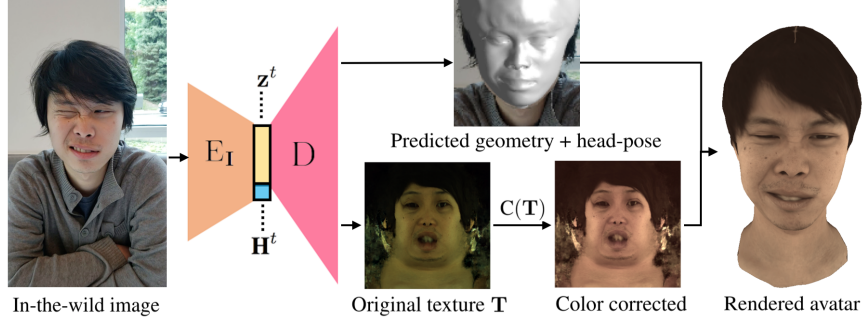 z^t
E_I
D
H^t
Predicted geometry + head-pose
C(T)
In-the-wild image
Original texture T
Color corrected
Rendered avatar